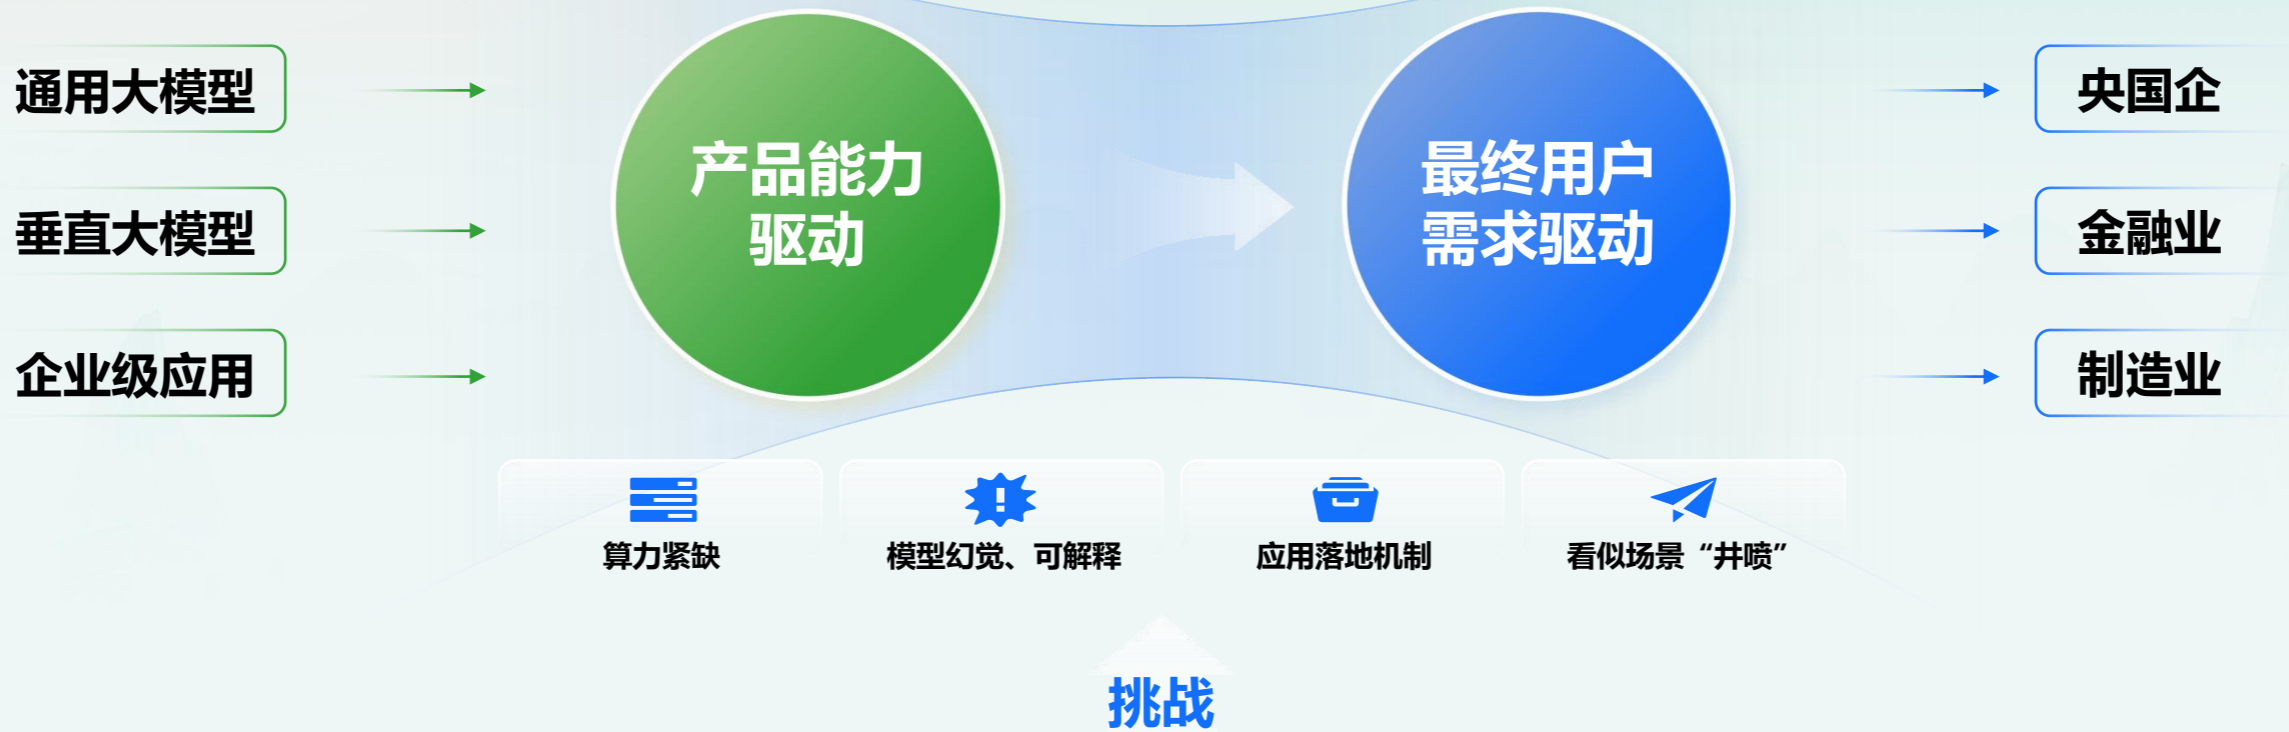 通用大模型
垂直大模型
企业级应用
产品能力
驱动
最终用户
需求驱动
央国企
金融业
制造业
算力紧缺
模型幻觉、可解释
应用落地机制
看似场景“井喷”
挑战